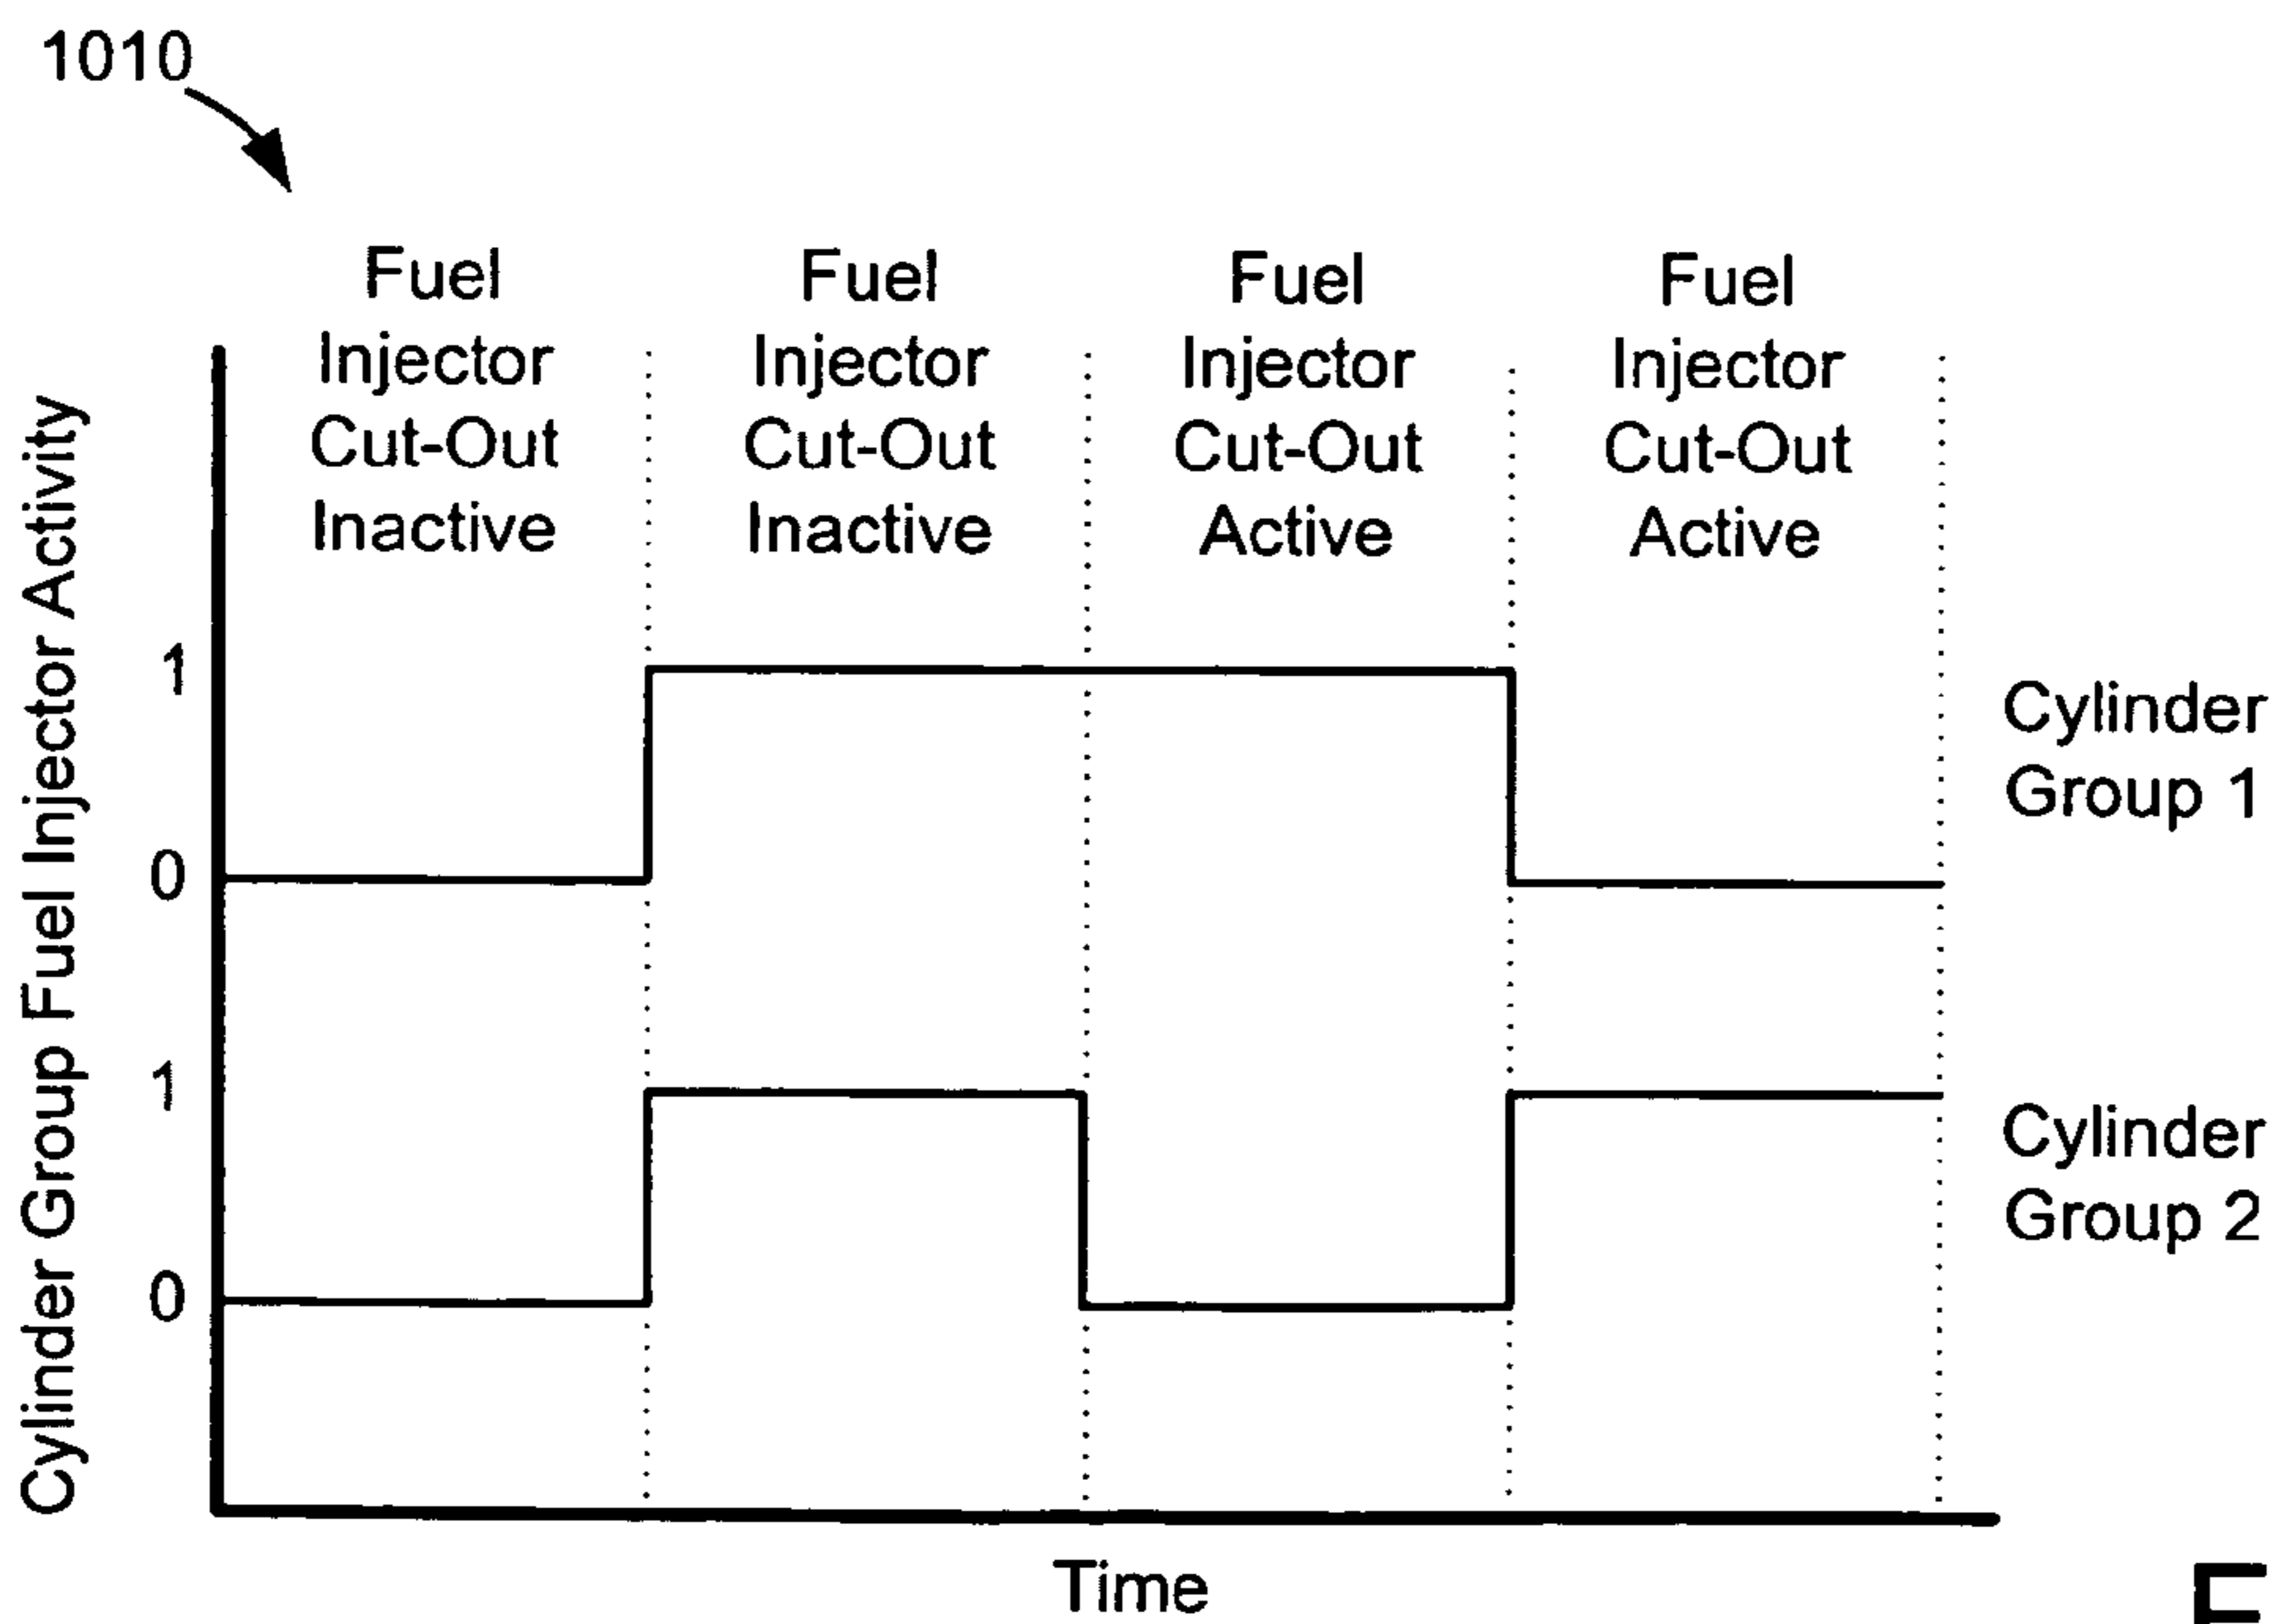 1010
Fuel
Injector
Cut-Out
Inactive
Fuel
Injector
Cut-Out
Inactive
Fuel
Injector
Cut-Out
Active
Fuel
Injector
Cut-Out
Active
Cylinder Group Fuel Injector Activity
1
0
1
0
Cylinder
Group 1
Cylinder
Group 2
Time